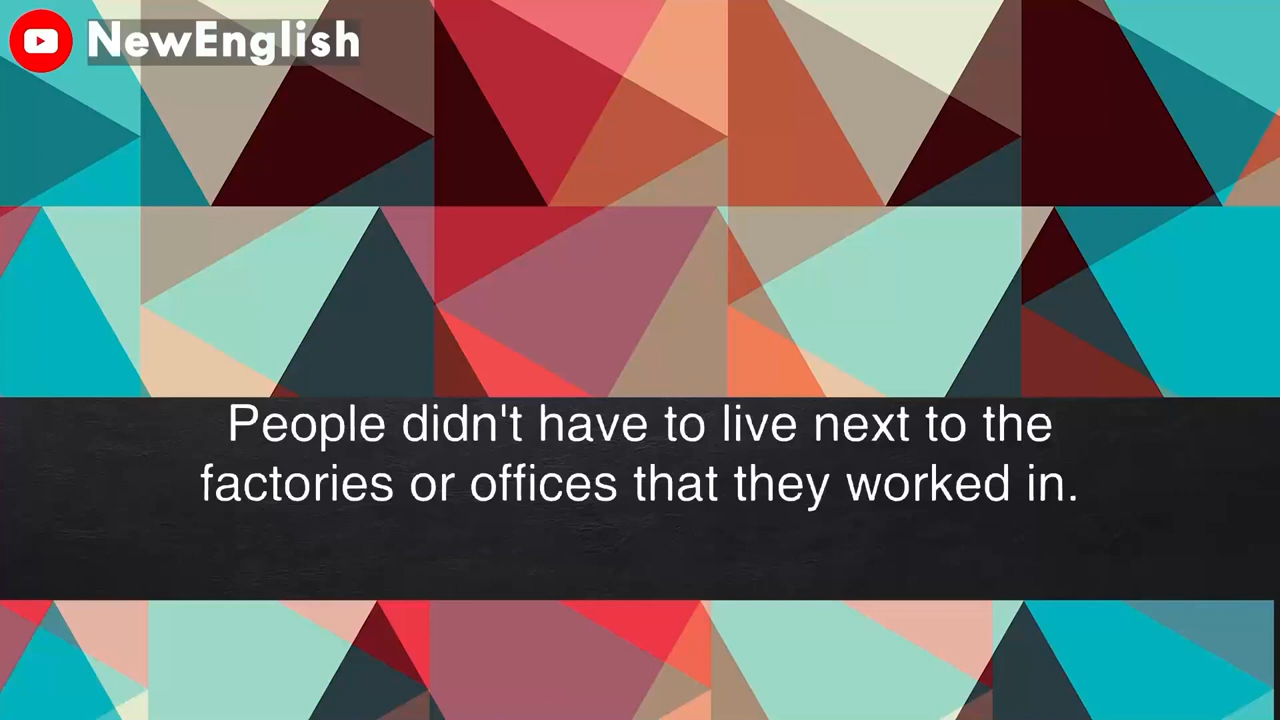 NewEnglish
People didn't have to live next to the
factories or offices that they worked in.